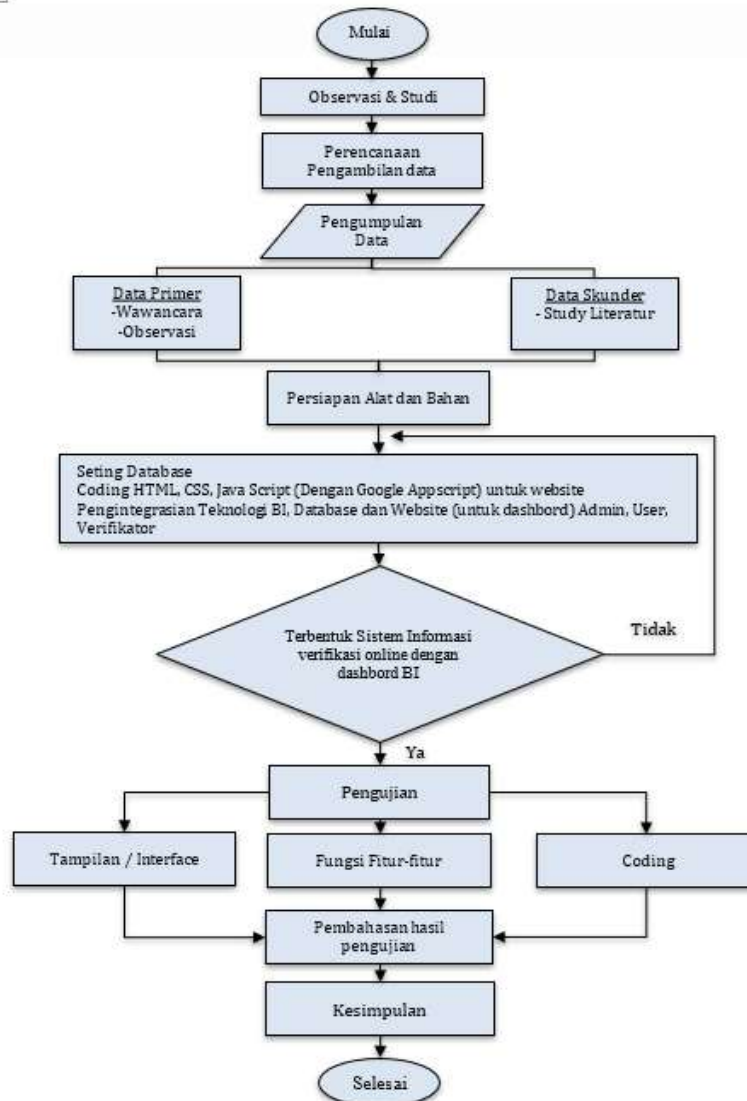 Mulai
Observasi & Studi
Perencanaan
Pengambilan data
Pengumpulan
Data
Data Primer
-Wawancara
-Observasi
Data Skunder
- Study Literatur
Persiapan Alat dan Bahan
Seting Database
Coding HTML, CSS, Java Script (Dengan Google Appscript) untuk website
Pengintegrasian Teknologi BI, Database dan Website (untuk dashbord) Admin, User,
Verifikator
Terbentuk Sistem Informasi
verifikasi online dengan
dashbord BI
Tidak
Ya
Pengujian
Tampilan / Interface
Fungsi Fitur-fitur
Coding
Pembahasan hasil
pengujian
Kesimpulan
Selesai